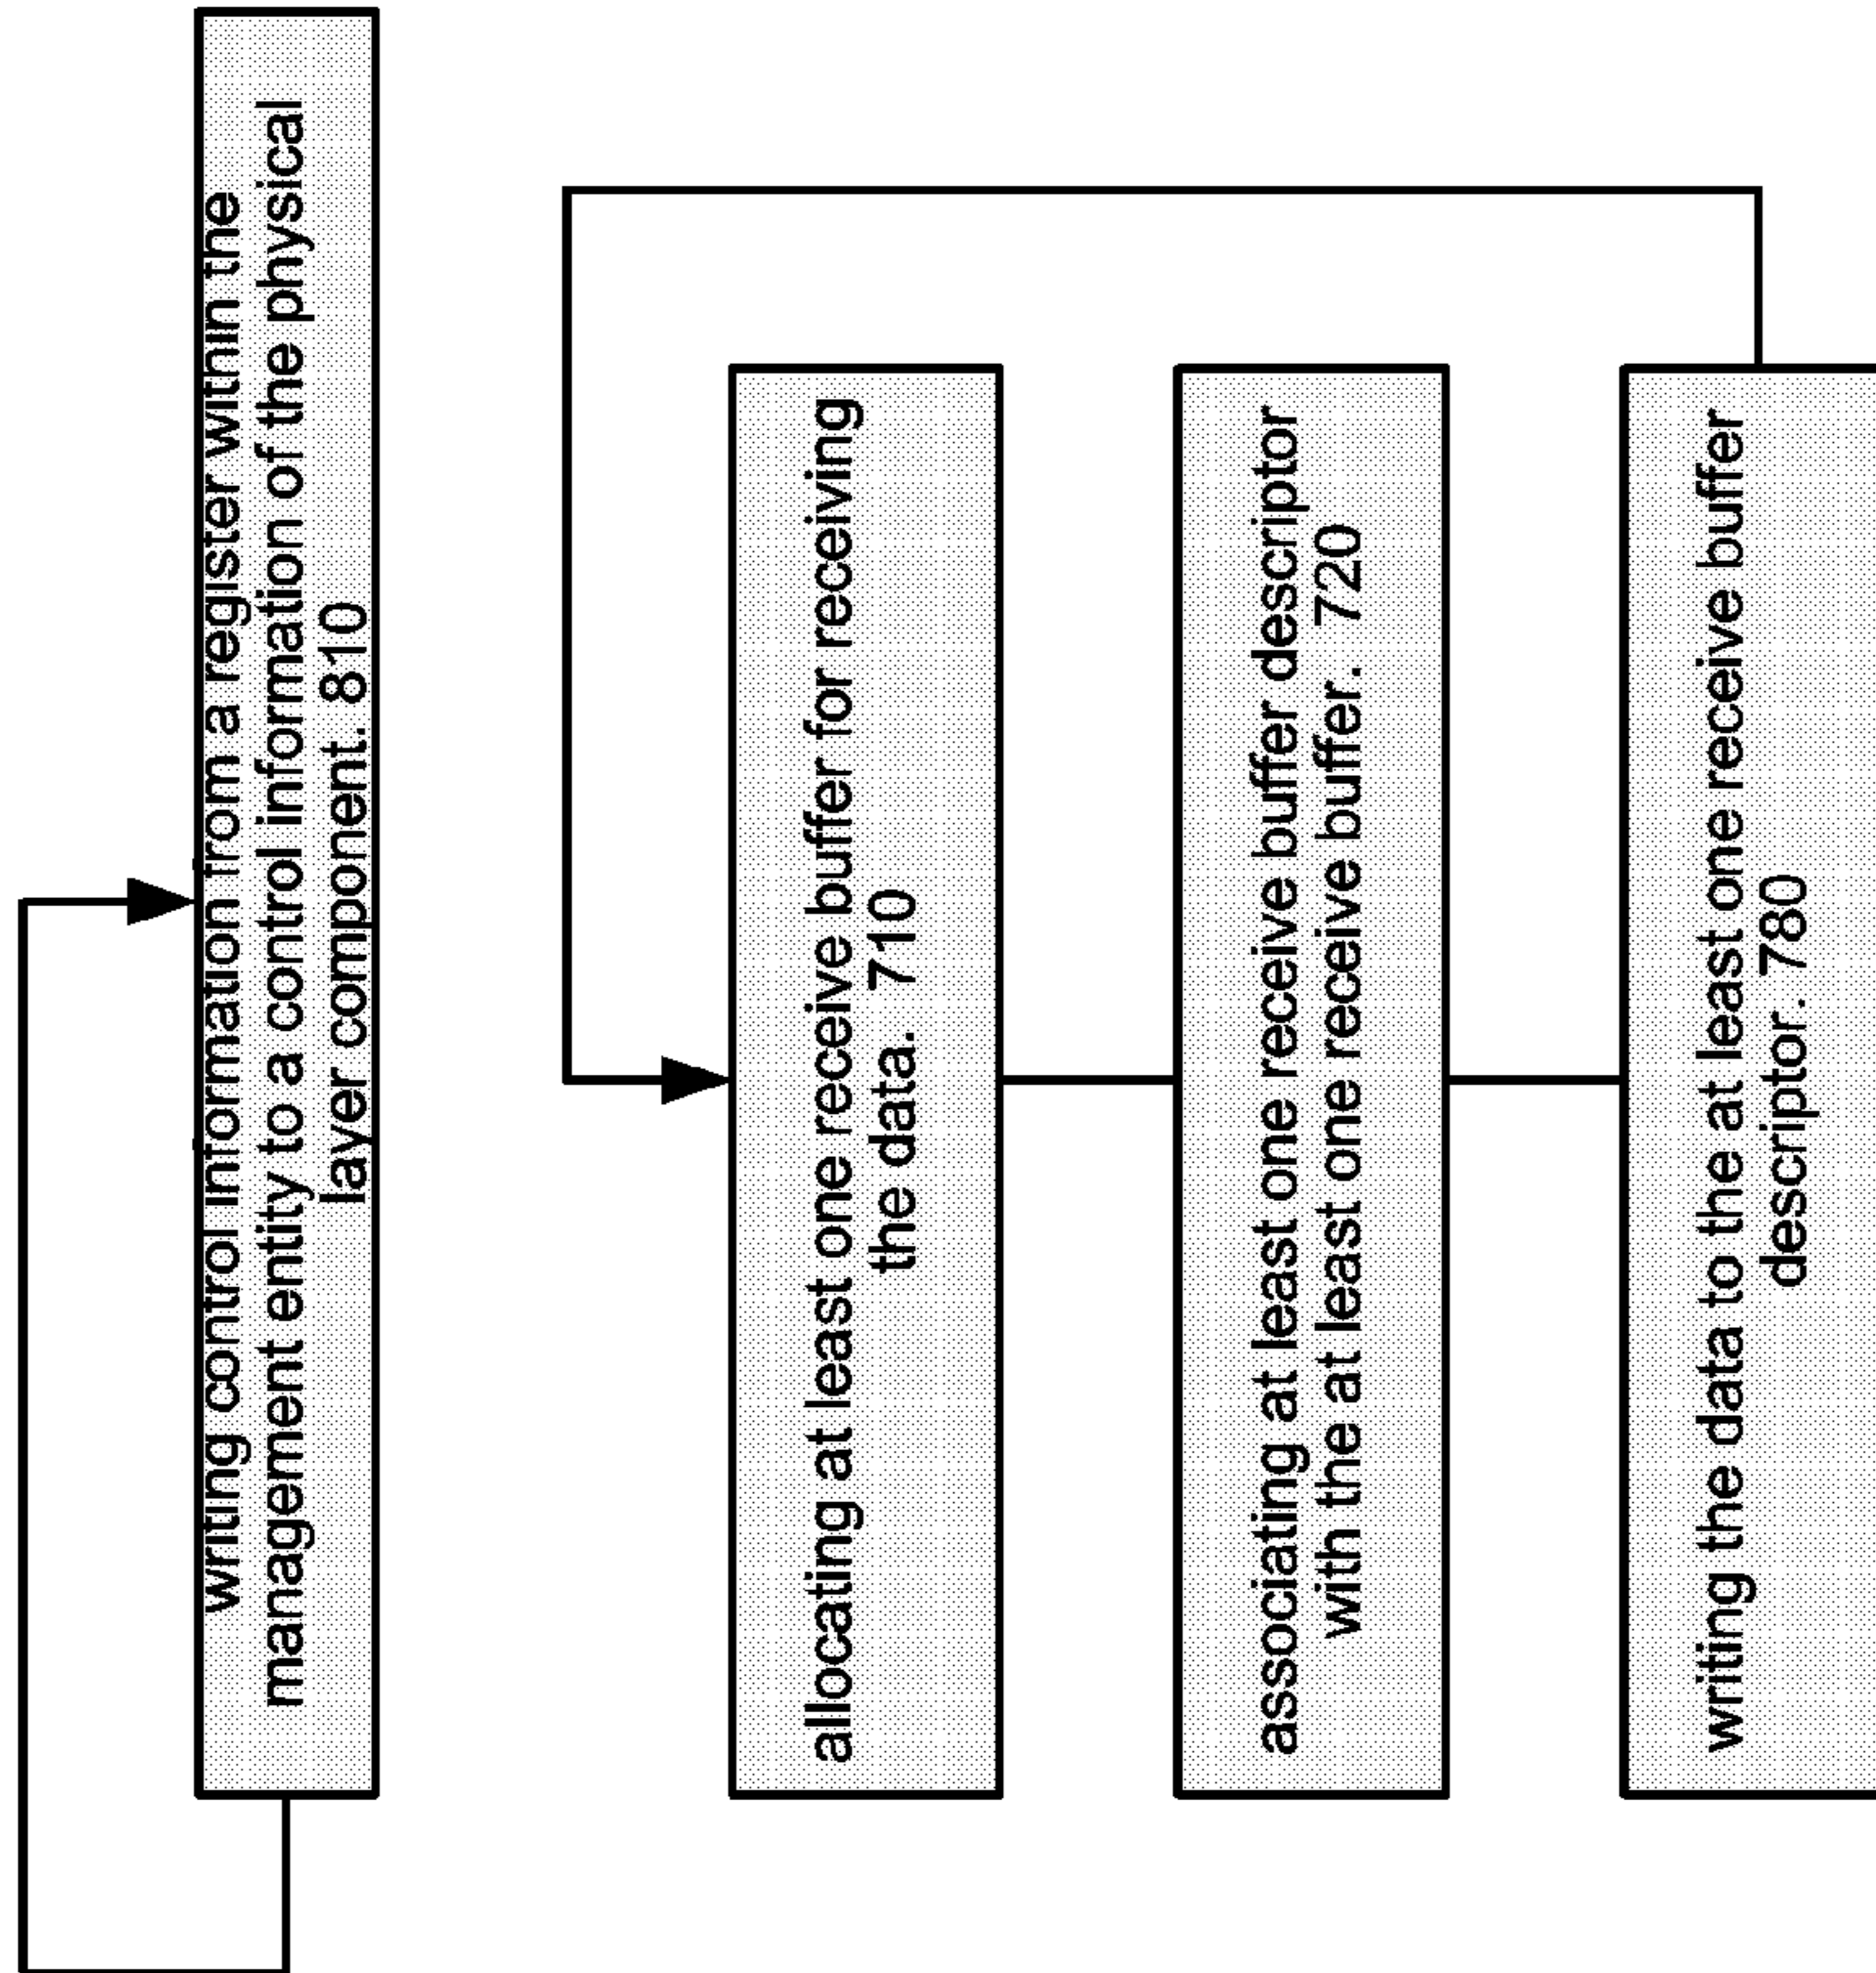 writing control information from a register within the
management entity to a control information of the physical
layer component. 810
allocating at least one receive buffer for receiving
the data. 710
associating at least one receive buffer descriptor
with the at least one receive buffer. 720
writing the data to the at least one receive buffer
descriptor. 780